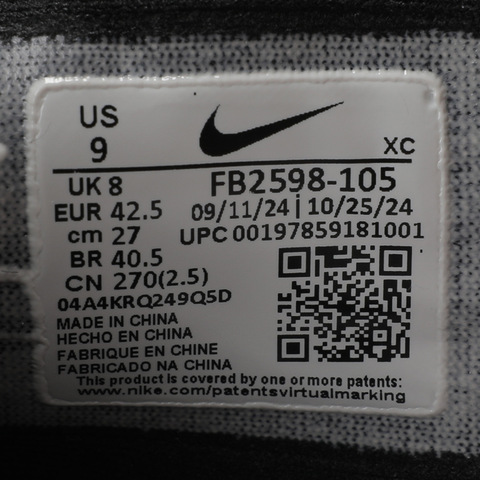 US
9
XC
UK 8
FB2598-105
EUR 42.5
09/11/24 | 10/25/24
cm 27
UPC 00197859181001
BR 40.5
CN 270(2.5)
04A4KRQ249Q5D
MADE IN CHINA
HECHO EN CHINA
FABRIQUE EN CHINE
FABRICADO NA CHINA
This product is covered by one or more patents:
www.nike.com/patentsvirtualmarking